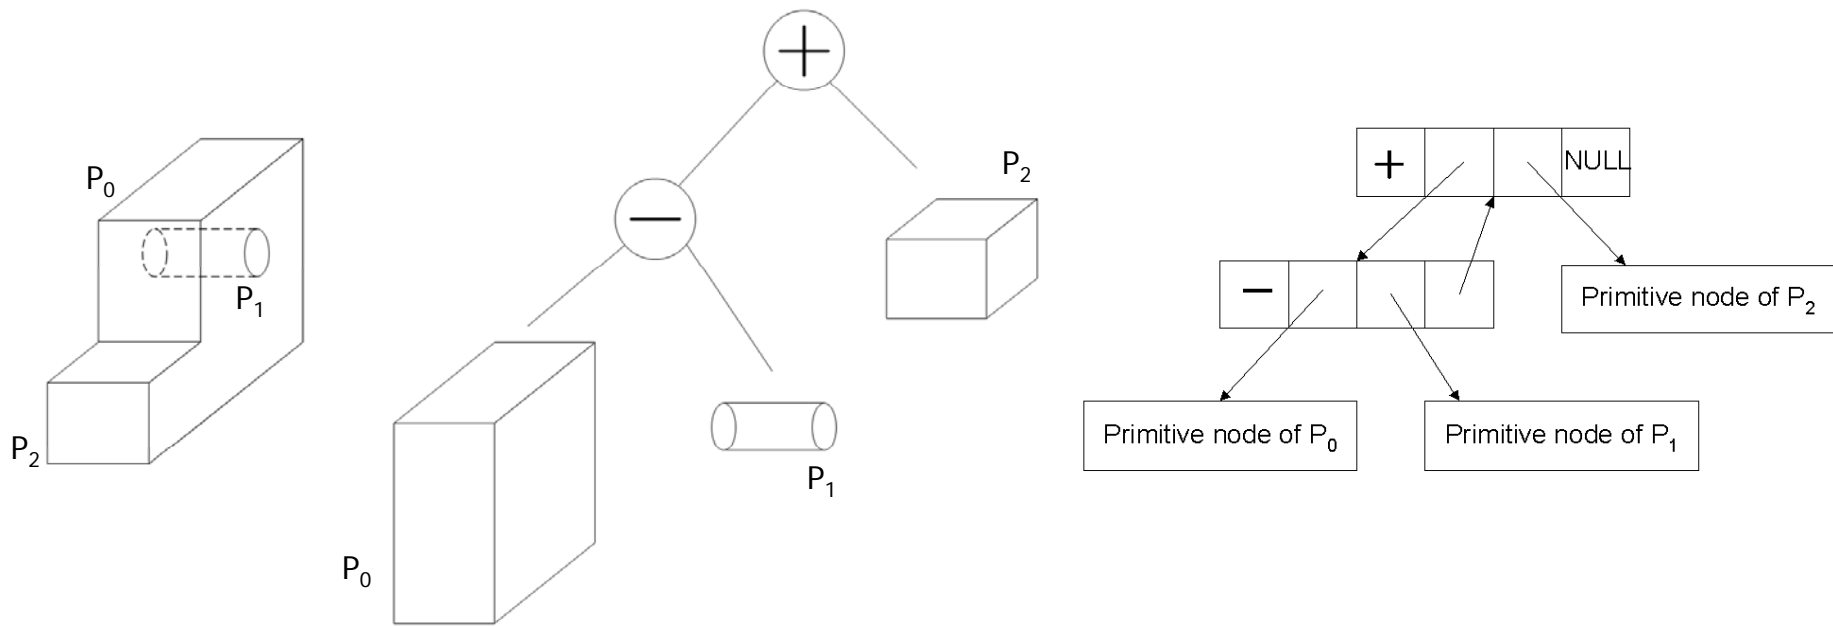 P₀
P₁
P₂
+
−
P₂
P₀
P₁
+ NULL
−
Primitive node of P₂
Primitive node of P₀
Primitive node of P₁